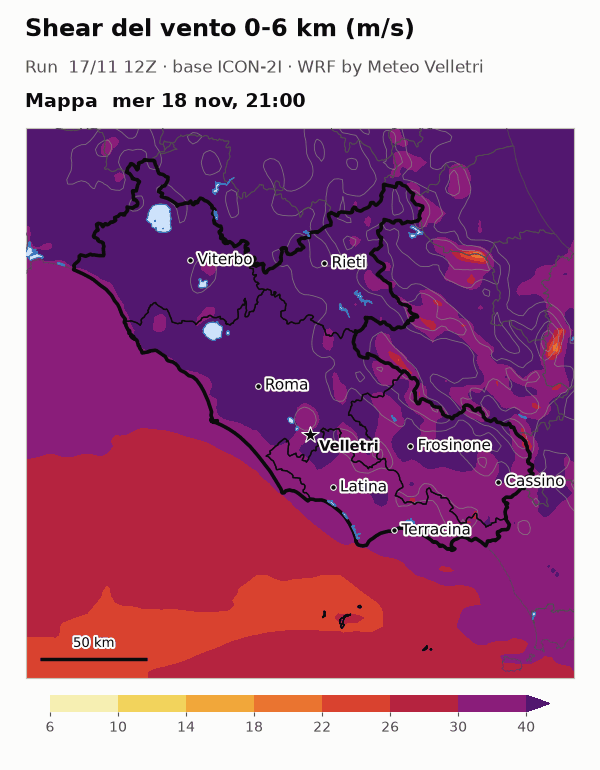 Shear del vento 0-6 km (m/s)
Run 17/11 12Z · base ICON-2I · WRF by Meteo Velletri
Mappa mer 18 nov, 21:00
Viterbo
Rieti
Roma
Velletri
Frosinone
Latina
Cassino
Terracina
50 km
6 10 14 18 22 26 30 40